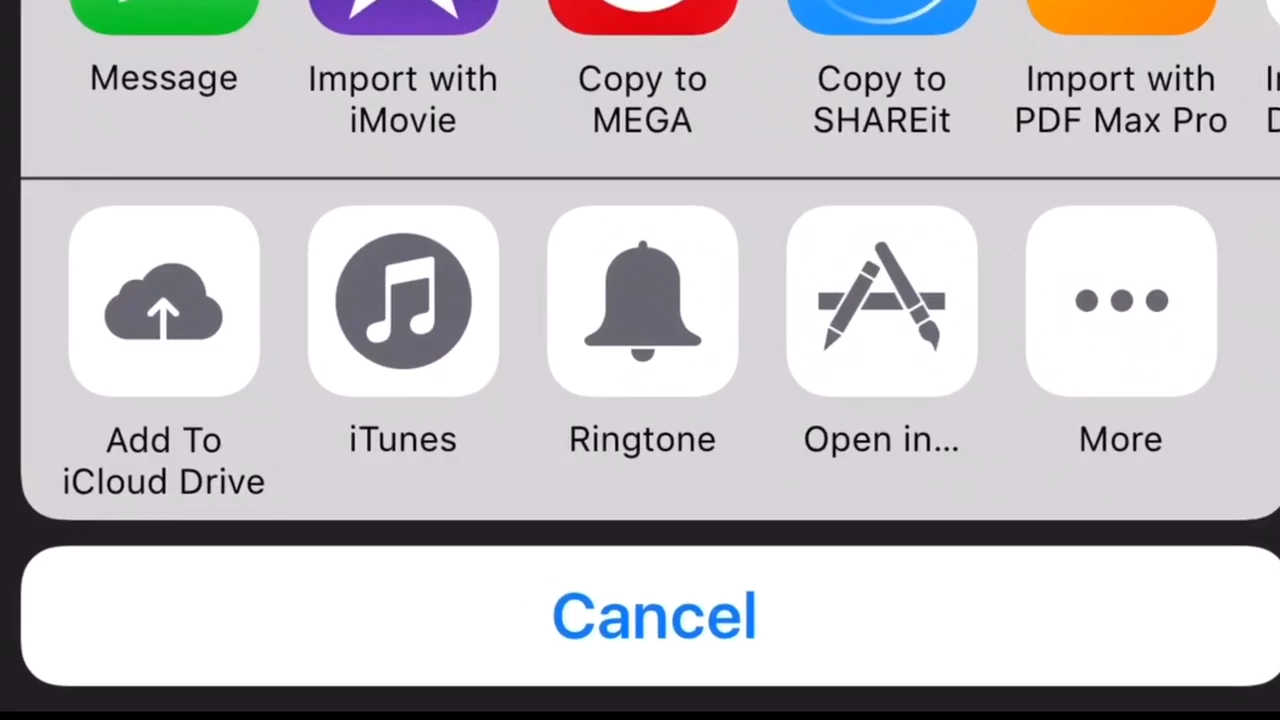 Message
Import with
iMovie
Copy to
MEGA
Copy to
SHAREit
Import with
PDF Max Pro
Add To
iCloud Drive
iTunes
Ringtone
Open in...
More
Cancel